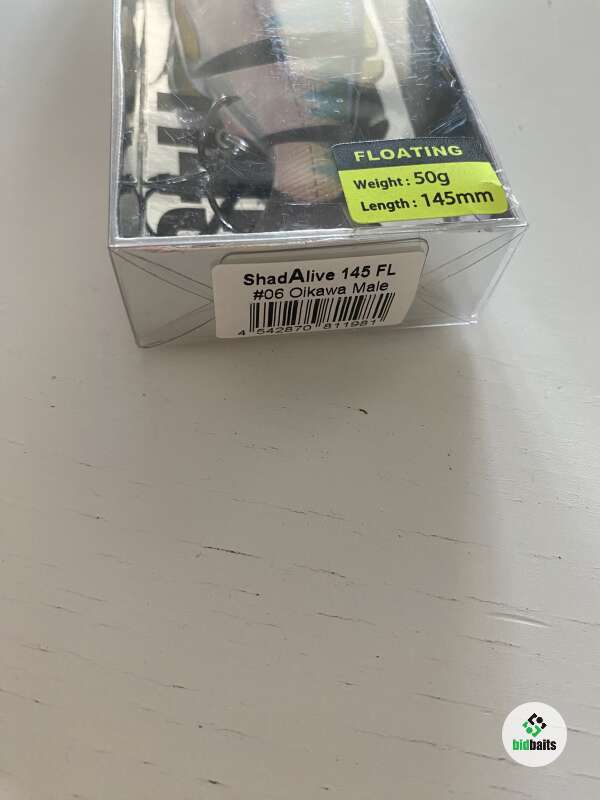 FLOATING
Weight : 50g
Length : 145mm
ShadAlive 145 FL
#06 Oikawa Male
4 542870 811981
bidbaits